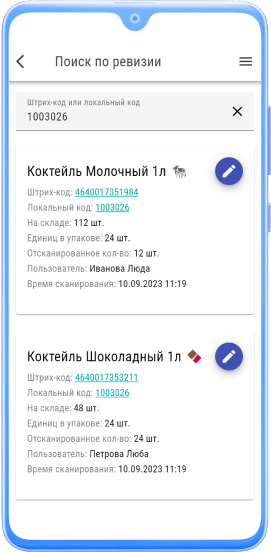 Поиск по ревизии
Штрих-код или локальный код
1003026
Коктейль Молочный 1л
Штрих-код: 4640017351984
Локальный код: 1003026
На складе: 112 шт.
Единиц в упаковке: 24 шт.
Отсканированное кол-во: 12 шт.
Пользователь: Иванова Люда
Время сканирования: 10.09.2023 11:19
Коктейль Шоколадный 1л
Штрих-код: 4640017353211
Локальный код: 1003026
На складе: 48 шт.
Единиц в упаковке: 24 шт.
Отсканированное кол-во: 24 шт.
Пользователь: Петрова Люба
Время сканирования: 10.09.2023 11:19